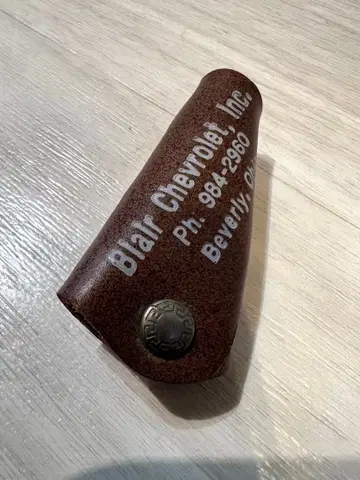 Blair Chevrolet, Inc.
Ph. 984-2960
Beverly,